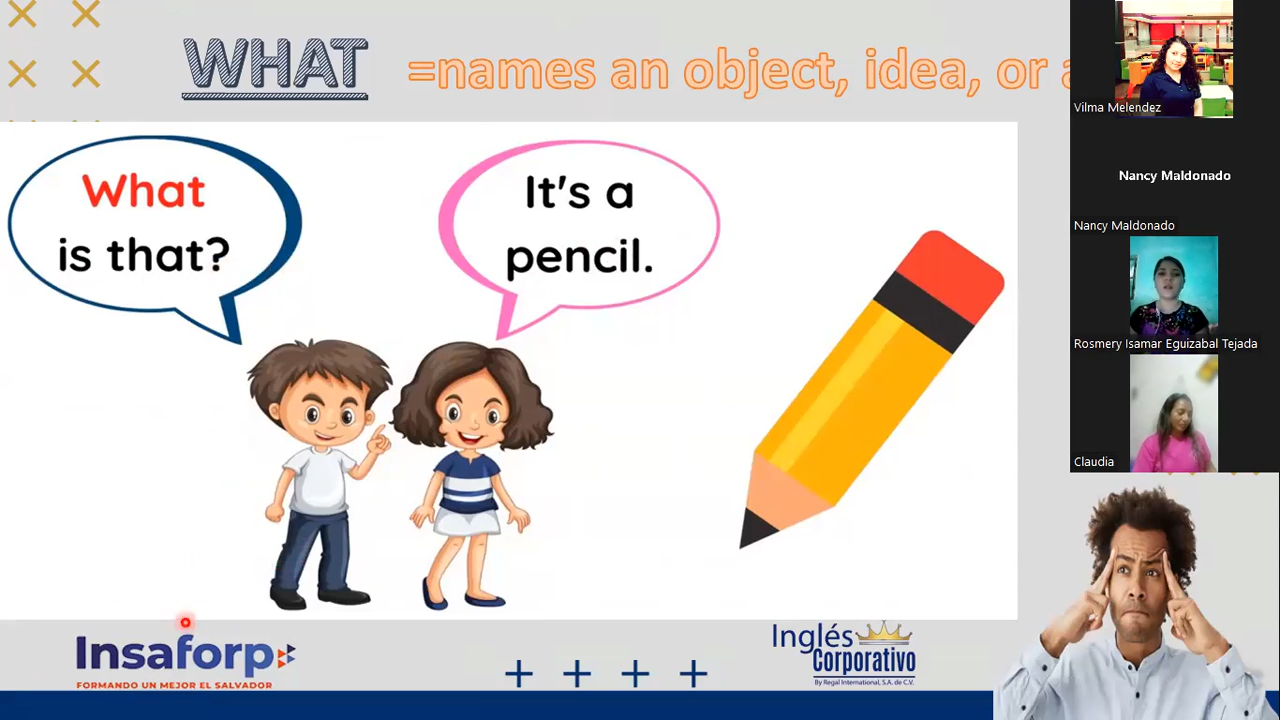 WHAT =names an object, idea, or a
What
is that?
It's a
pencil.
Vilma Melendez
Nancy Maldonado
Nancy Maldonado
Rosmery Isamar Eguizabal Tejada
Claudia
Insaforp
FORMANDO UN MEJOR EL SALVADOR
Inglés
Corporativo
By Regal International, S.A. de C.V.